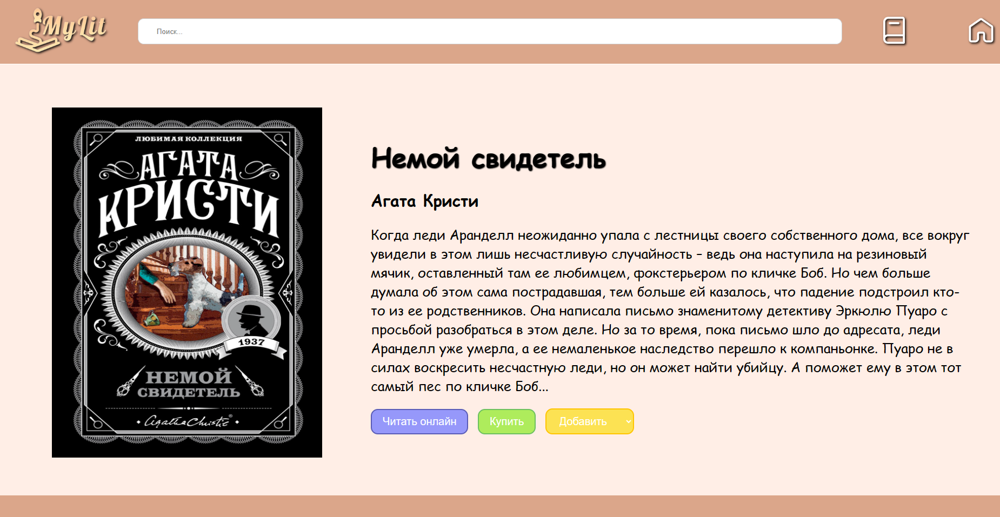 MyLit
Поиск...
ЛЮБИМАЯ КОЛЛЕКЦИЯ
АГАТА
КРИСТИ
1937
НЕМОЙ
СВИДЕТЕЛЬ
Agatha Christie®
Немой свидетель
Агата Кристи
Когда леди Аранделл неожиданно упала с лестницы своего собственного дома, все вокруг
увидели в этом лишь несчастливую случайность – ведь она наступила на резиновый
мячик, оставленный там ее любимцем, фокстерьером по кличке Боб. Но чем больше
думала об этом сама пострадавшая, тем больше ей казалось, что падение подстроил кто-
то из ее родственников. Она написала письмо знаменитому детективу Эркюлю Пуаро с
просьбой разобраться в этом деле. Но за то время, пока письмо шло до адресата, леди
Аранделл уже умерла, а ее немаленькое наследство перешло к компаньонке. Пуаро не в
силах воскресить несчастную леди, но он может найти убийцу. А поможет ему в этом тот
самый пес по кличке Боб...
Читать онлайн
Купить
Добавить